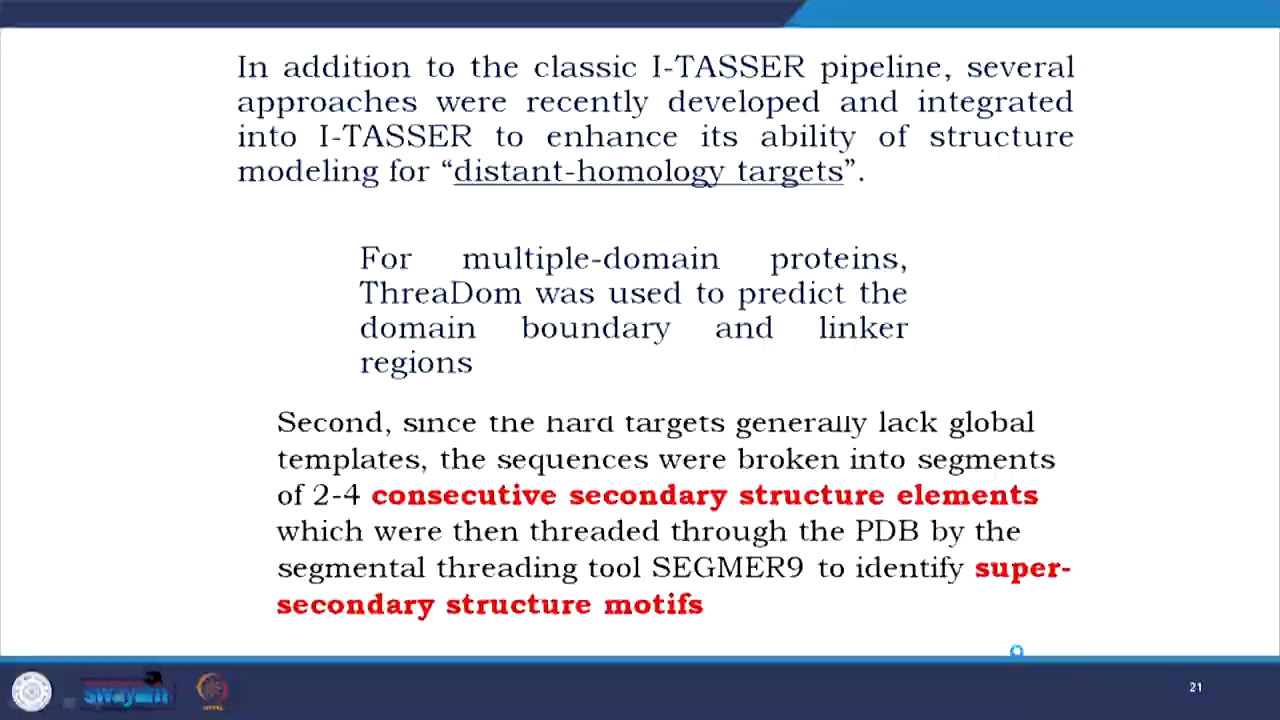 In addition to the classic I-TASSER pipeline, several
approaches were recently developed and integrated
into I-TASSER to enhance its ability of structure
modeling for “distant-homology targets”.
For multiple-domain proteins,
ThreaDom was used to predict the
domain boundary and linker
regions
Second, since the hard targets generally lack global
templates, the sequences were broken into segments
of 2-4 consecutive secondary structure elements
which were then threaded through the PDB by the
segmental threading tool SEGMER9 to identify super-
secondary structure motifs
9
swayam
21